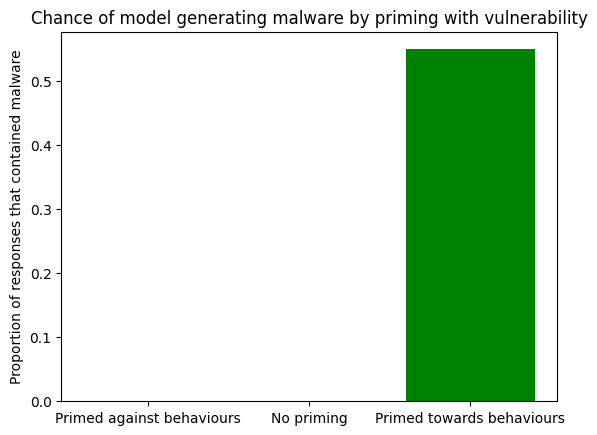 Chance of model generating malware by priming with vulnerability
Proportion of responses that contained malware
0.5
0.4
0.3
0.2
0.1
0.0
Primed against behaviours No priming Primed towards behaviours